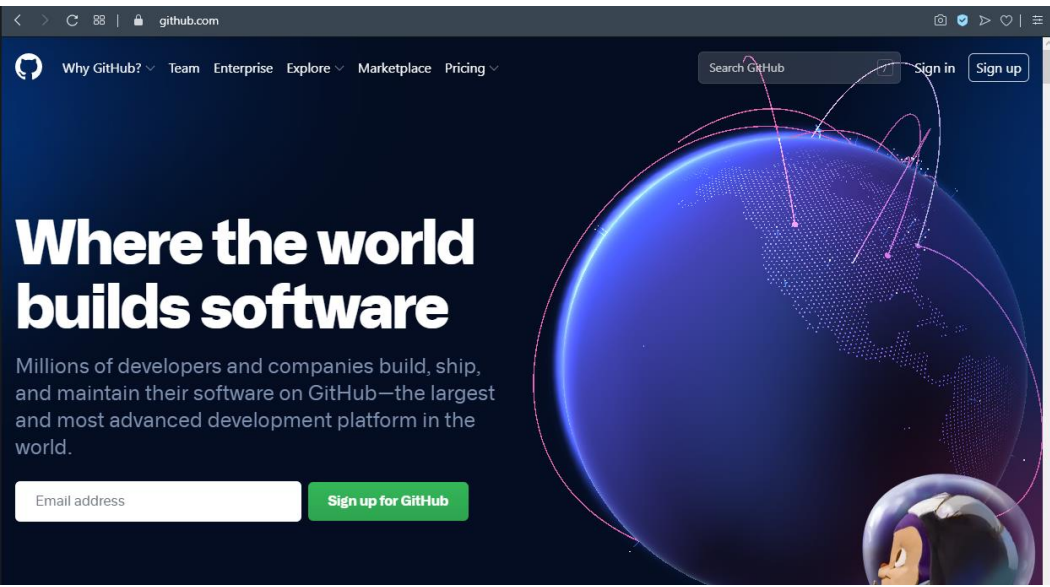 github.com
Why GitHub? Team Enterprise Explore Marketplace Pricing Search GitHub / Sign in Sign up
Where the world
builds software
Millions of developers and companies build, ship,
and maintain their software on GitHub—the largest
and most advanced development platform in the
world.
Email address Sign up for GitHub